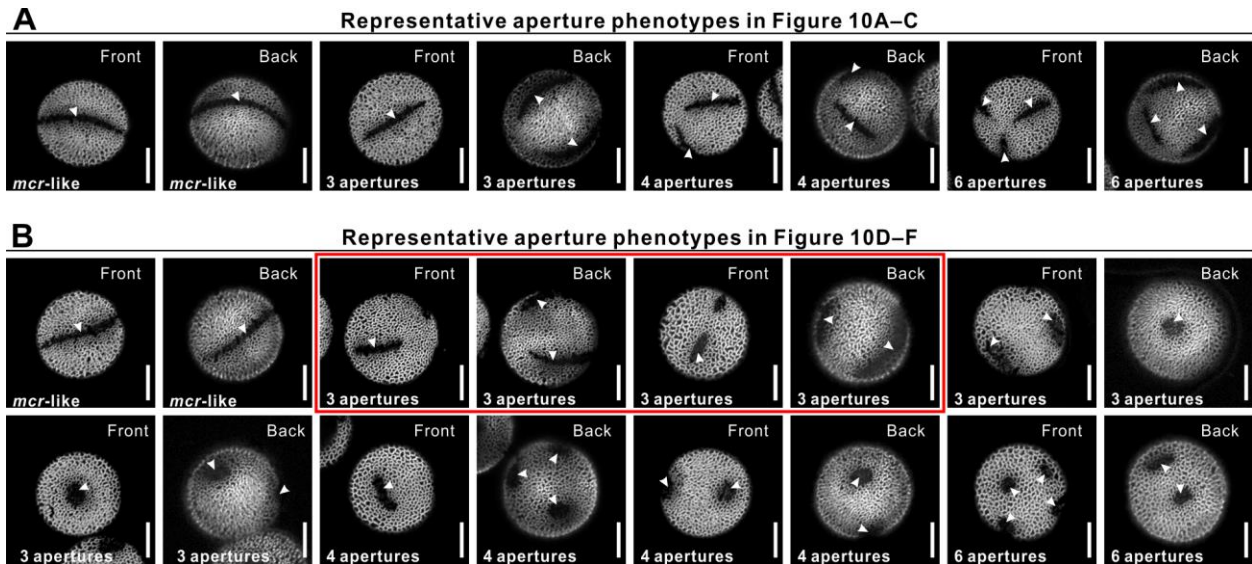 A
Representative aperture phenotypes in Figure 10A–C
Front Back Front Back Front Back Front Back
mcr-like mcr-like 3 apertures 3 apertures 4 apertures 4 apertures 6 apertures 6 apertures
B
Representative aperture phenotypes in Figure 10D–F
Front Back Front Back Front Back Front Back
mcr-like mcr-like 3 apertures 3 apertures 3 apertures 3 apertures 3 apertures 3 apertures
Front Back Front Back Front Back Front Back
3 apertures 3 apertures 4 apertures 4 apertures 4 apertures 4 apertures 6 apertures 6 apertures